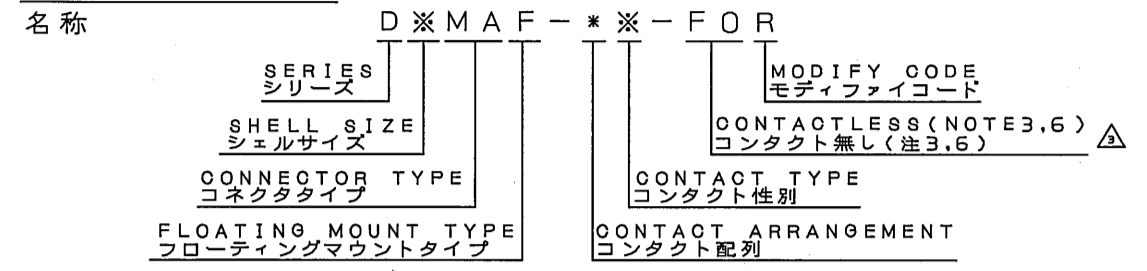 名称 D※MAF-*※-FOR
SERIES
シリーズ
MODIFY CODE
モディファイコード
SHELL SIZE
シェルサイズ
CONTACTLESS(NOTE3,6)
コンタクト無し(注3,6) 3
CONNECTOR TYPE
コネクタタイプ
CONTACT TYPE
コンタクト性別
FLOATING MOUNT TYPE
フローティングマウントタイプ
CONTACT ARRANGEMENT
コンタクト配列